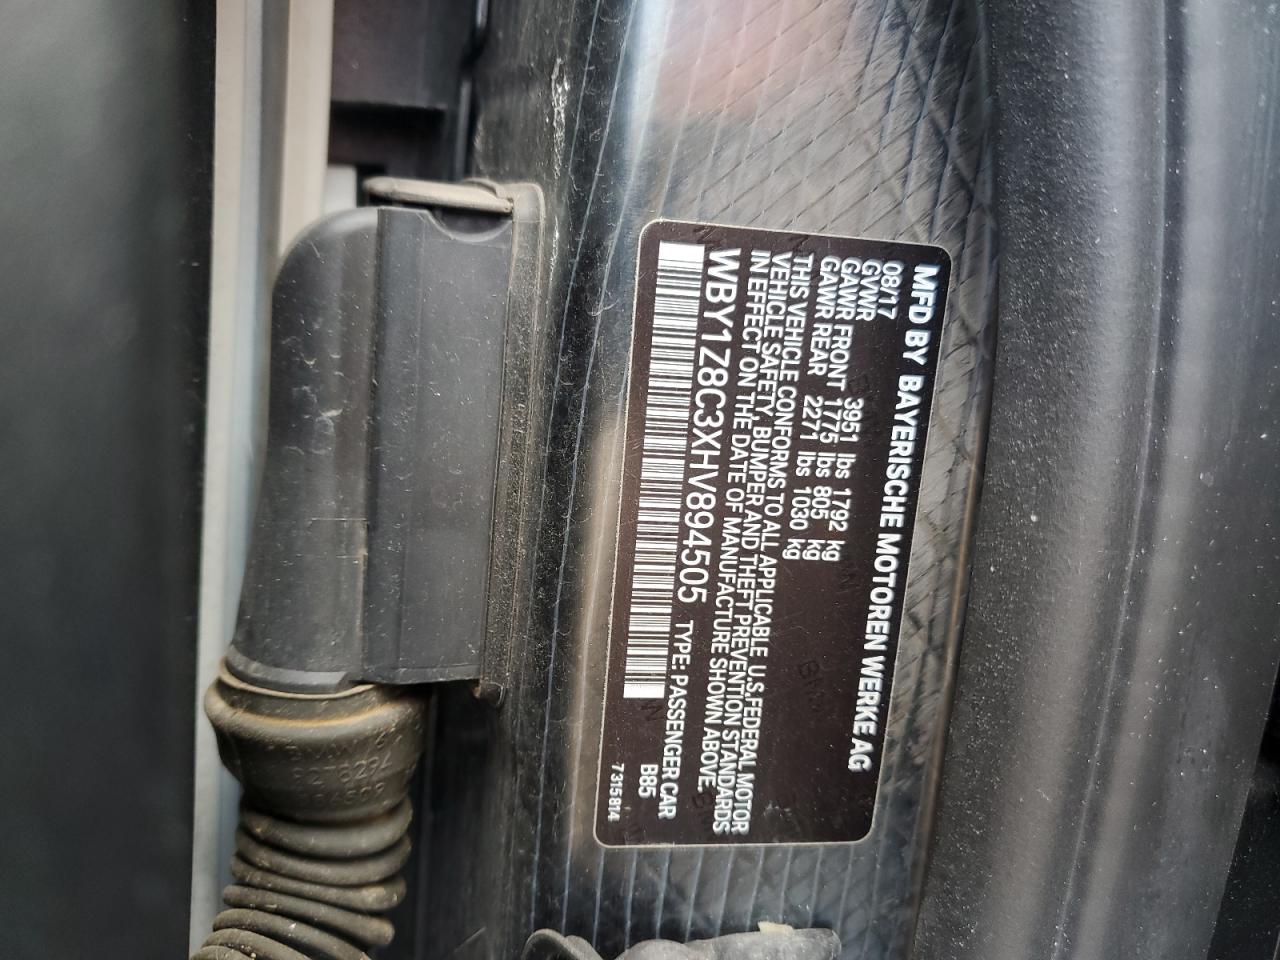 MFD BY BAYERISCHE MOTOREN WERKE AG
08/17
GVWR 3951 lbs 1792 kg
GAWR FRONT 1775 lbs 805 kg
GAWR REAR 2271 lbs 1030 kg
THIS VEHICLE CONFORMS TO ALL APPLICABLE U.S.FEDERAL MOTOR
VEHICLE SAFETY, BUMPER AND THEFT PREVENTION STANDARDS
IN EFFECT ON THE DATE OF MANUFACTURE SHOWN ABOVE.
WBY1Z8C3XHV894505 TYPE: PASSENGER CAR
B85
7315814